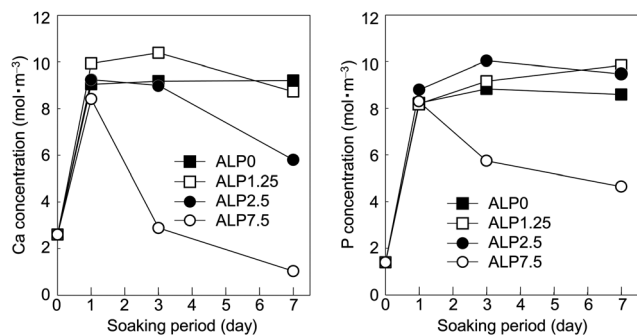 Ca concentration (mol·m⁻³)
12
10
8
6
4
2
0
ALP0
ALP1.25
ALP2.5
ALP7.5
0 1 2 3 4 5 6 7
Soaking period (day)
P concentration (mol·m⁻³)
12
10
8
6
4
2
0
ALP0
ALP1.25
ALP2.5
ALP7.5
0 1 2 3 4 5 6 7
Soaking period (day)